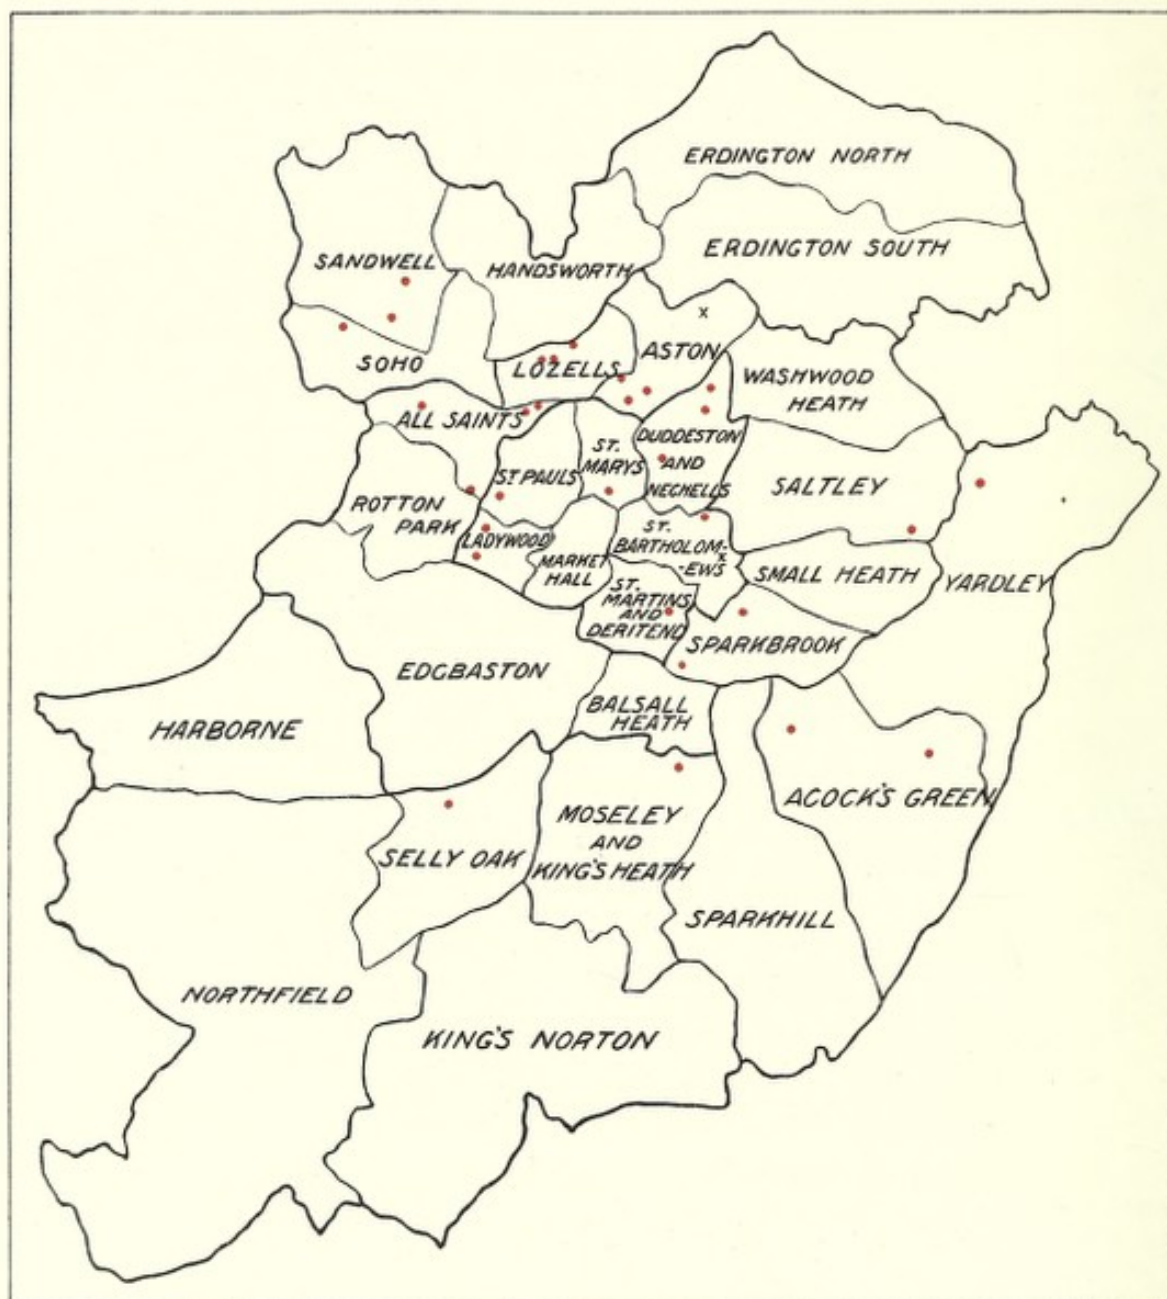 ERDINGTON NORTH
ERDINGTON SOUTH
SANDWELL
HANDSWORTH
x
ASTON
SOHO
LOZELLS
WASHWOOD
HEATH
ALL SAINTS
ST. PAULS
ST.
MARYS
DUDDESTON
AND
NECHELLS
SALTLEY
ROTTON
PARK
LADYWOOD
MARKET
HALL
ST.
BARTHOLOM-
x
-EWS
SMALL HEATH
YARDLEY
ST.
MARTINS
AND
DERITEND
SPARKBROOK
EDGBASTON
HARBORNE
BALSALL
HEATH
ACOCK'S GREEN
MOSELEY
AND
KING'S HEATH
SELLY OAK
SPARKHILL
NORTHFIELD
KING'S NORTON